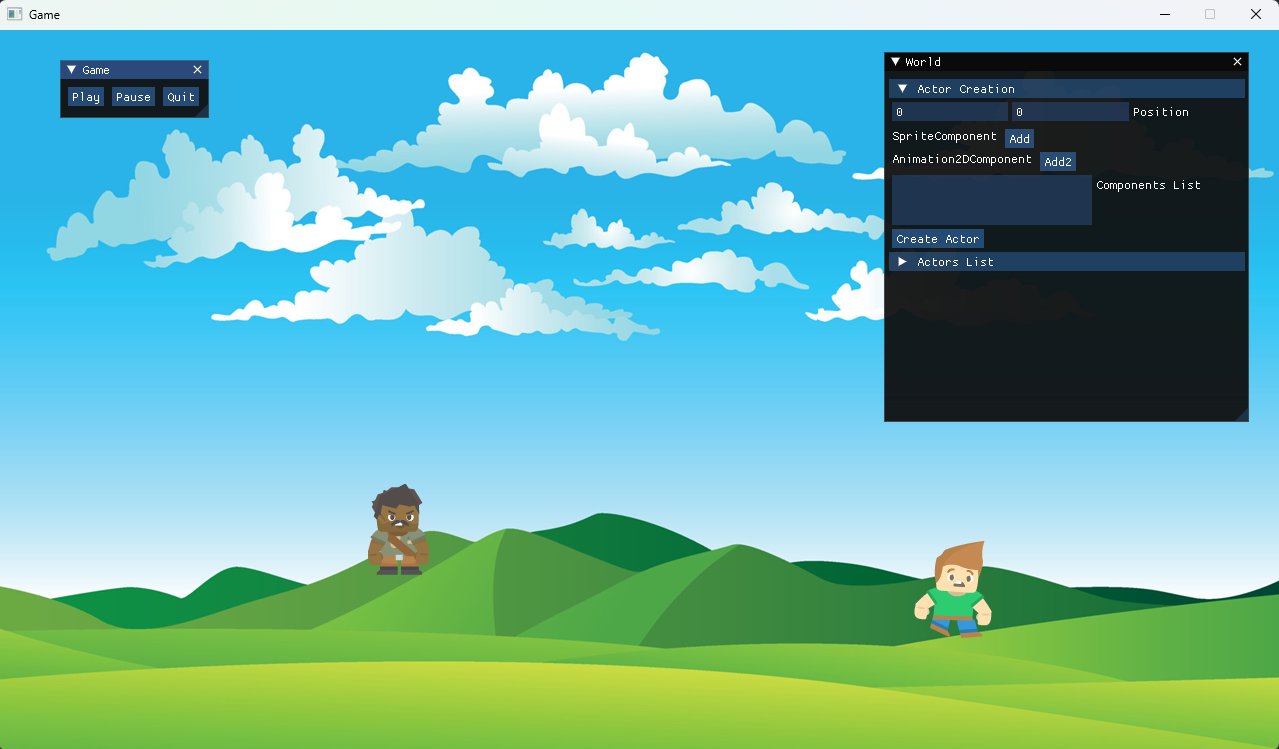 Game
Game
Play Pause Quit
World
Actor Creation
0 0 Position
SpriteComponent Add
Animation2DComponent Add2
Components List
Create Actor
Actors List